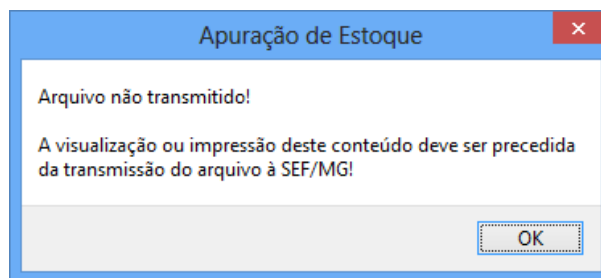 Apuração de Estoque
Arquivo não transmitido!
A visualização ou impressão deste conteúdo deve ser precedida
da transmissão do arquivo à SEF/MG!
OK